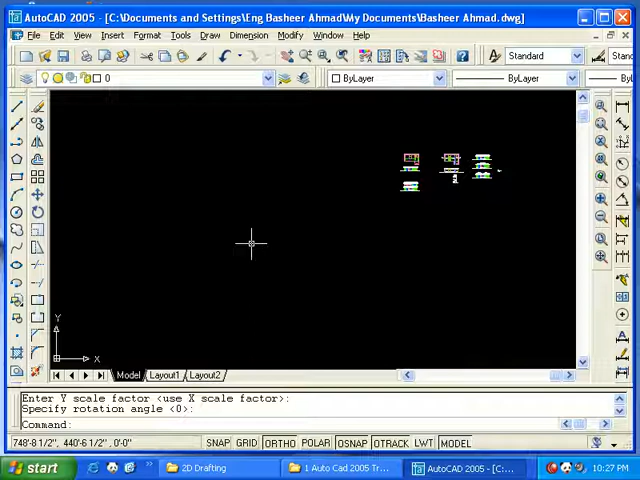 AutoCAD 2005 - [C:\Documents and Settings\Eng Basheer Ahmad\My Documents\Basheer Ahmad.dwg]
File Edit View Insert Format Tools Draw Dimension Modify Window Help
Standard
0 ByLayer ByLayer
Y
X
Model Layout1 Layout2
Enter Y scale factor <use X scale factor>:
Specify rotation angle <0>:
Command:
748'-8 1/2", 440'-6 1/2", 0'-0" SNAP GRID ORTHO POLAR OSNAP OTRACK LWT MODEL
start 2D Drafting 1 Auto Cad 2005 Tr... AutoCAD 2005 - [C:... 10:27 PM